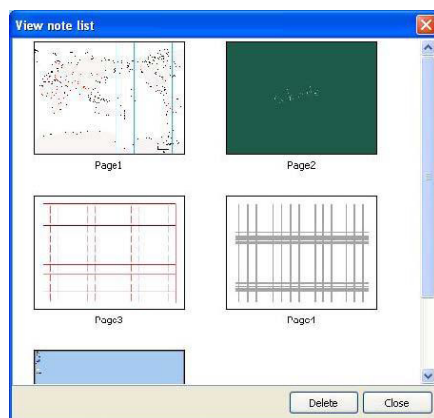 View note list
Page1
Page2
Page3
Page4
Delete
Close